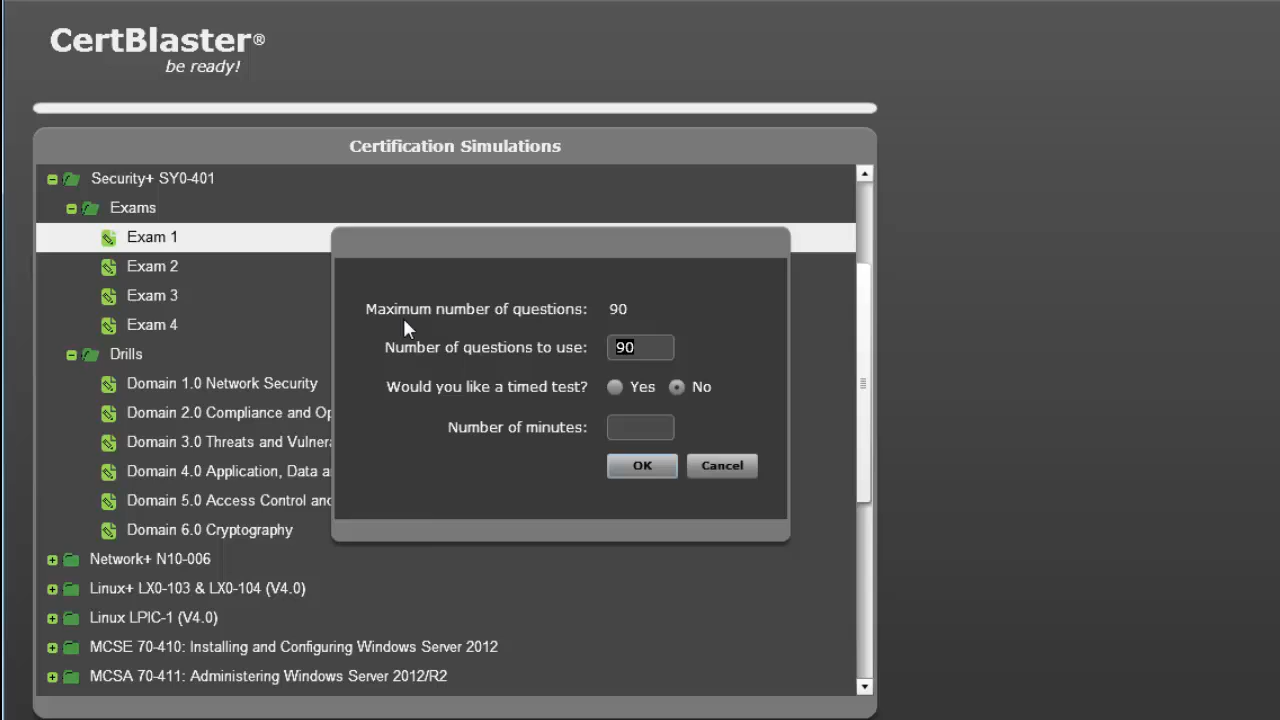 CertBlaster®
be ready!
Certification Simulations
Security+ SY0-401
Exams
Exam 1
Exam 2
Exam 3
Exam 4
Drills
Domain 1.0 Network Security
Domain 2.0 Compliance and Op
Domain 3.0 Threats and Vulnera
Domain 4.0 Application, Data a
Domain 5.0 Access Control and
Domain 6.0 Cryptography
Network+ N10-006
Linux+ LX0-103 & LX0-104 (V4.0)
Linux LPIC-1 (V4.0)
MCSE 70-410: Installing and Configuring Windows Server 2012
MCSA 70-411: Administering Windows Server 2012/R2
Maximum number of questions: 90
Number of questions to use: 90
Would you like a timed test? Yes No
Number of minutes:
OK Cancel